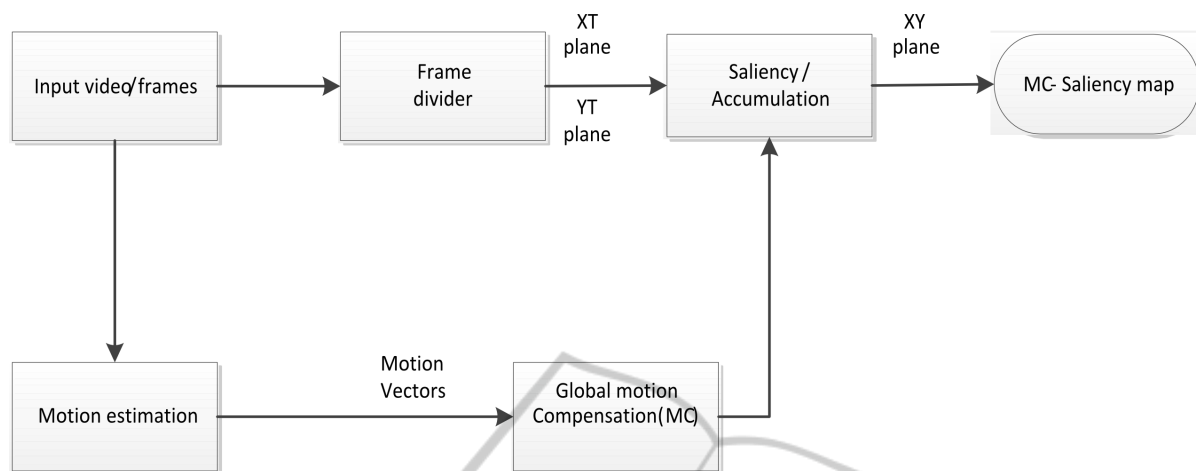 Input video/frames
Frame
divider
XT
plane
YT
plane
Saliency /
Accumulation
XY
plane
MC- Saliency map
Motion estimation
Motion
Vectors
Global motion
Compensation(MC)